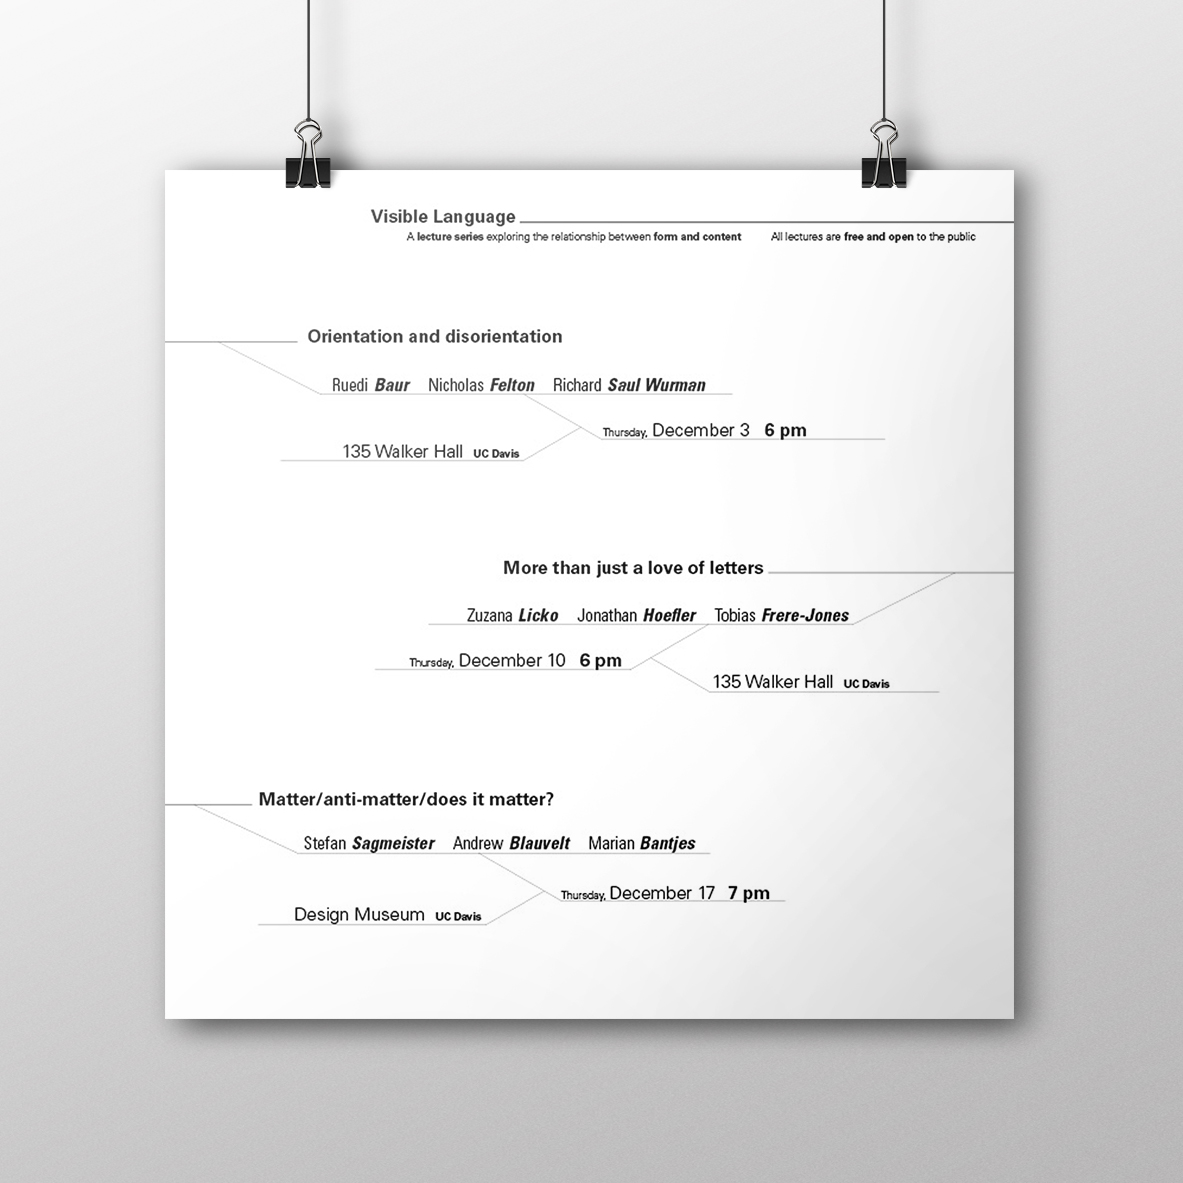 Visible Language
A lecture series exploring the relationship between form and content All lectures are free and open to the public
Orientation and disorientation
Ruedi Baur Nicholas Felton Richard Saul Wurman
Thursday, December 3 6 pm
135 Walker Hall UC Davis
More than just a love of letters
Zuzana Licko Jonathan Hoefler Tobias Frere-Jones
Thursday, December 10 6 pm
135 Walker Hall UC Davis
Matter/anti-matter/does it matter?
Stefan Sagmeister Andrew Blauvelt Marian Bantjes
Thursday, December 17 7 pm
Design Museum UC Davis